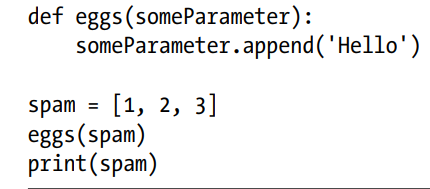 def eggs(someParameter):
    someParameter.append('Hello')
spam = [1, 2, 3]
eggs(spam)
print(spam)